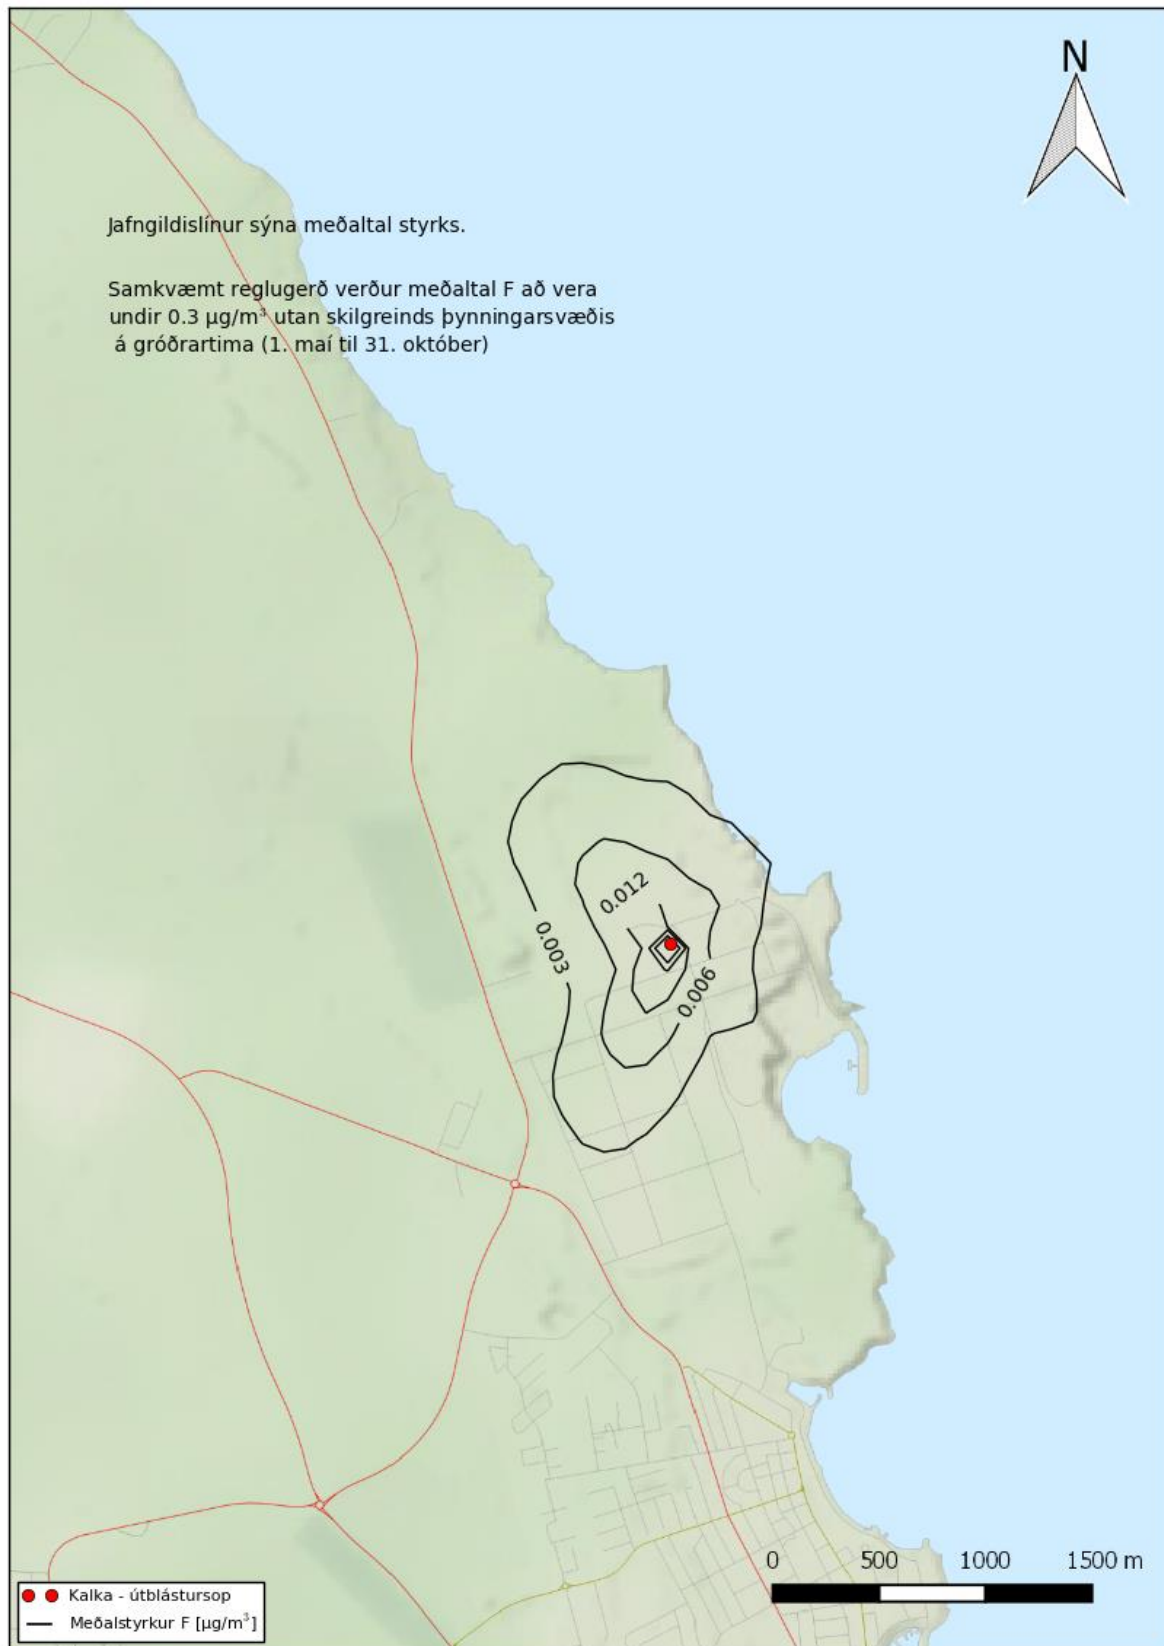 N
Jafngildislínur sýna meðaltal styrks.
Samkvæmt reglugerð verður meðaltal F að vera
undir 0.3 µg/m³ utan skilgreinds þynningarsvæðis
á gróðrartima (1. maí til 31. október)
0.012
0.003
0.006
0 500 1000 1500 m
Kalka - útblástursop
Meðalstyrkur F [µg/m³]